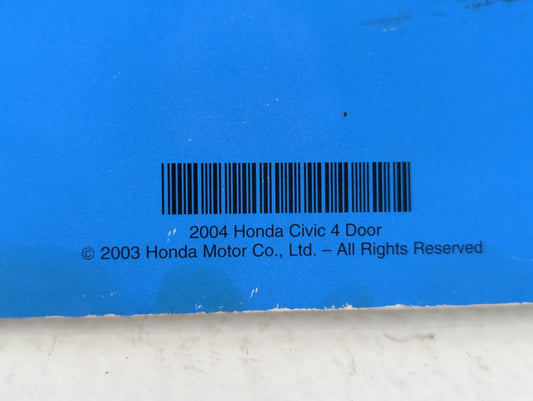 2004 Honda Civic 4 Door
© 2003 Honda Motor Co., Ltd. – All Rights Reserved